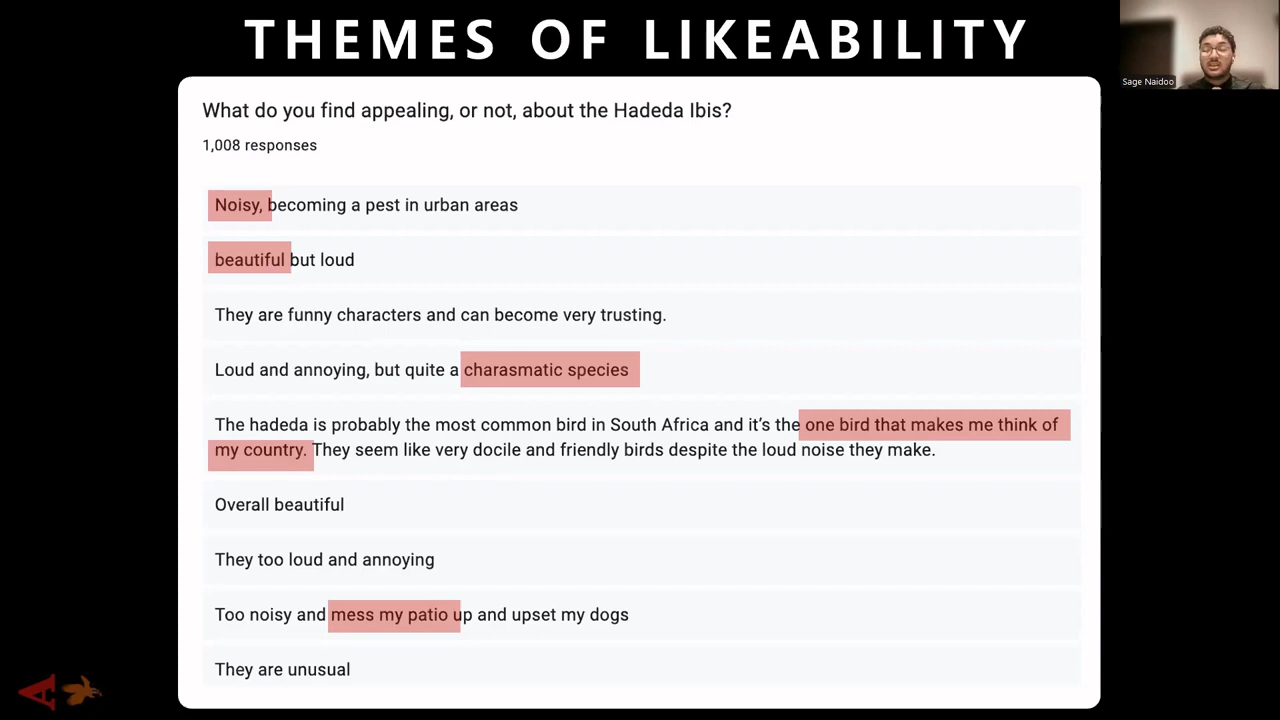 THEMES OF LIKEABILITY
Sage Naidoo
What do you find appealing, or not, about the Hadeda Ibis?
1,008 responses
Noisy, becoming a pest in urban areas
beautiful but loud
They are funny characters and can become very trusting.
Loud and annoying, but quite a charasmatic species
The hadeda is probably the most common bird in South Africa and it’s the one bird that makes me think of
my country. They seem like very docile and friendly birds despite the loud noise they make.
Overall beautiful
They too loud and annoying
Too noisy and mess my patio up and upset my dogs
They are unusual